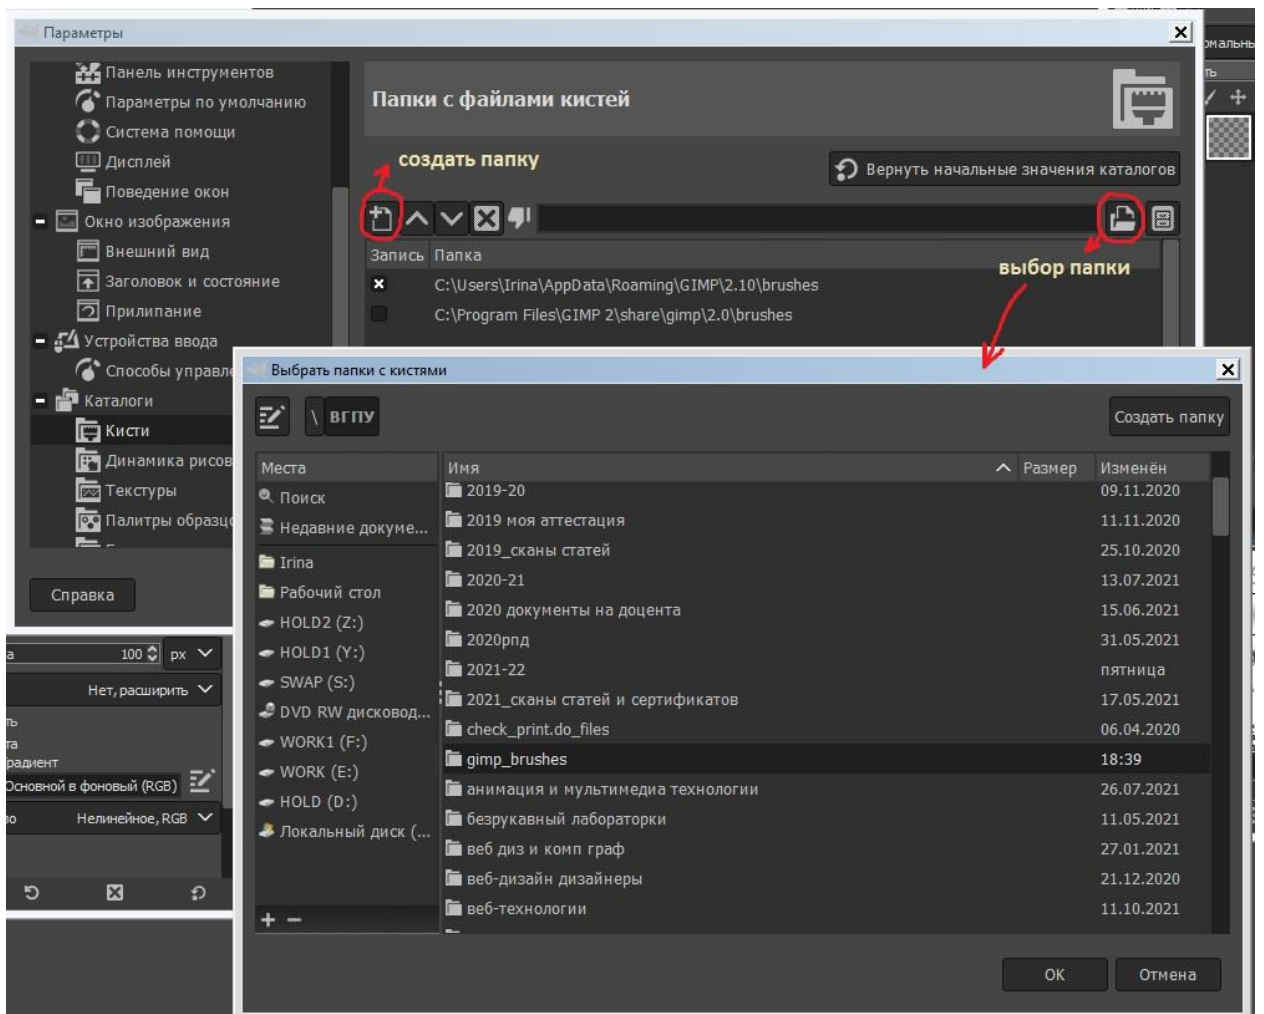 Параметры
омальнь
ть
Панель инструментов
Параметры по умолчанию
Система помощи
Дисплей
Поведение окон
Окно изображения
Внешний вид
Заголовок и состояние
Прилипание
Устройства ввода
Способы управле
Каталоги
Кисти
Динамика рисов
Текстуры
Палитры образцо
Справка
Папки с файлами кистей
создать папку
Вернуть начальные значения каталогов
Запись Папка
выбор папки
C:\Users\Irina\AppData\Roaming\GIMP\2.10\brushes
C:\Program Files\GIMP 2\share\gimp\2.0\brushes
Выбрать папки с кистями
\ ВГПУ
Создать папку
Места
Поиск
Недавние докуме...
Irina
Рабочий стол
HOLD2 (Z:)
HOLD1 (Y:)
SWAP (S:)
DVD RW дисковод...
WORK1 (F:)
WORK (E:)
HOLD (D:)
Локальный диск (...
Имя Размер Изменён
2019-20 09.11.2020
2019 моя аттестация 11.11.2020
2019_сканы статей 25.10.2020
2020-21 13.07.2021
2020 документы на доцента 15.06.2021
2020рпд 31.05.2021
2021-22 пятница
2021_сканы статей и сертификатов 17.05.2021
check_print.do_files 06.04.2020
gimp_brushes 18:39
анимация и мультимедиа технологии 26.07.2021
безрукавный лабораторки 11.05.2021
веб диз и комп граф 27.01.2021
веб-дизайн дизайнеры 21.12.2020
веб-технологии 11.10.2021
OK Отмена
а 100 px
Нет, расширить
ть
та
радиент
Основной в фоновый (RGB)
во Нелинейное, RGB